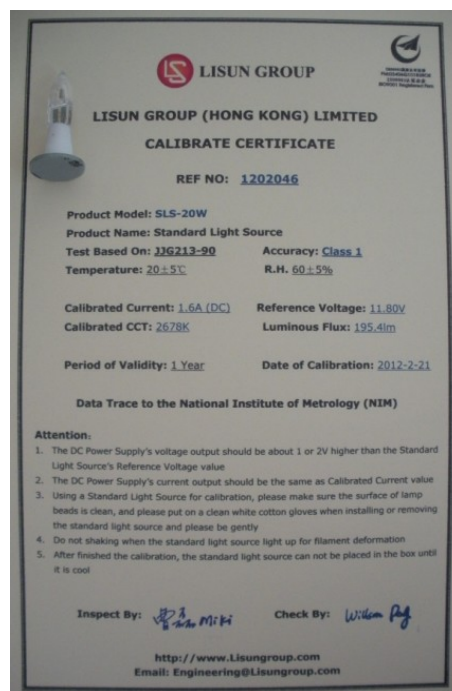 LISUN GROUP
LISUN GROUP (HONG KONG) LIMITED
CALIBRATE CERTIFICATE
REF NO: 1202046
Product Model: SLS-20W
Product Name: Standard Light Source
Test Based On: JJG213-90 Accuracy: Class 1
Temperature: 20±5℃ R.H. 60±5%
Calibrated Current: 1.6A (DC) Reference Voltage: 11.80V
Calibrated CCT: 2678K Luminous Flux: 195.4lm
Period of Validity: 1 Year Date of Calibration: 2012-2-21
Data Trace to the National Institute of Metrology (NIM)
Attention:
1. The DC Power Supply's voltage output should be about 1 or 2V higher than the Standard
Light Source's Reference Voltage value
2. The DC Power Supply's current output should be the same as Calibrated Current value
3. Using a Standard Light Source for calibration, please make sure the surface of lamp
beads is clean, and please put on a clean white cotton gloves when installing or removing
the standard light source and please be gently
4. Do not shaking when the standard light source light up for filament deformation
5. After finished the calibration, the standard light source can not be placed in the box until
it is cool
Inspect By: Miki Check By:
http://www.Lisungroup.com
Email: Engineering@Lisungroup.com